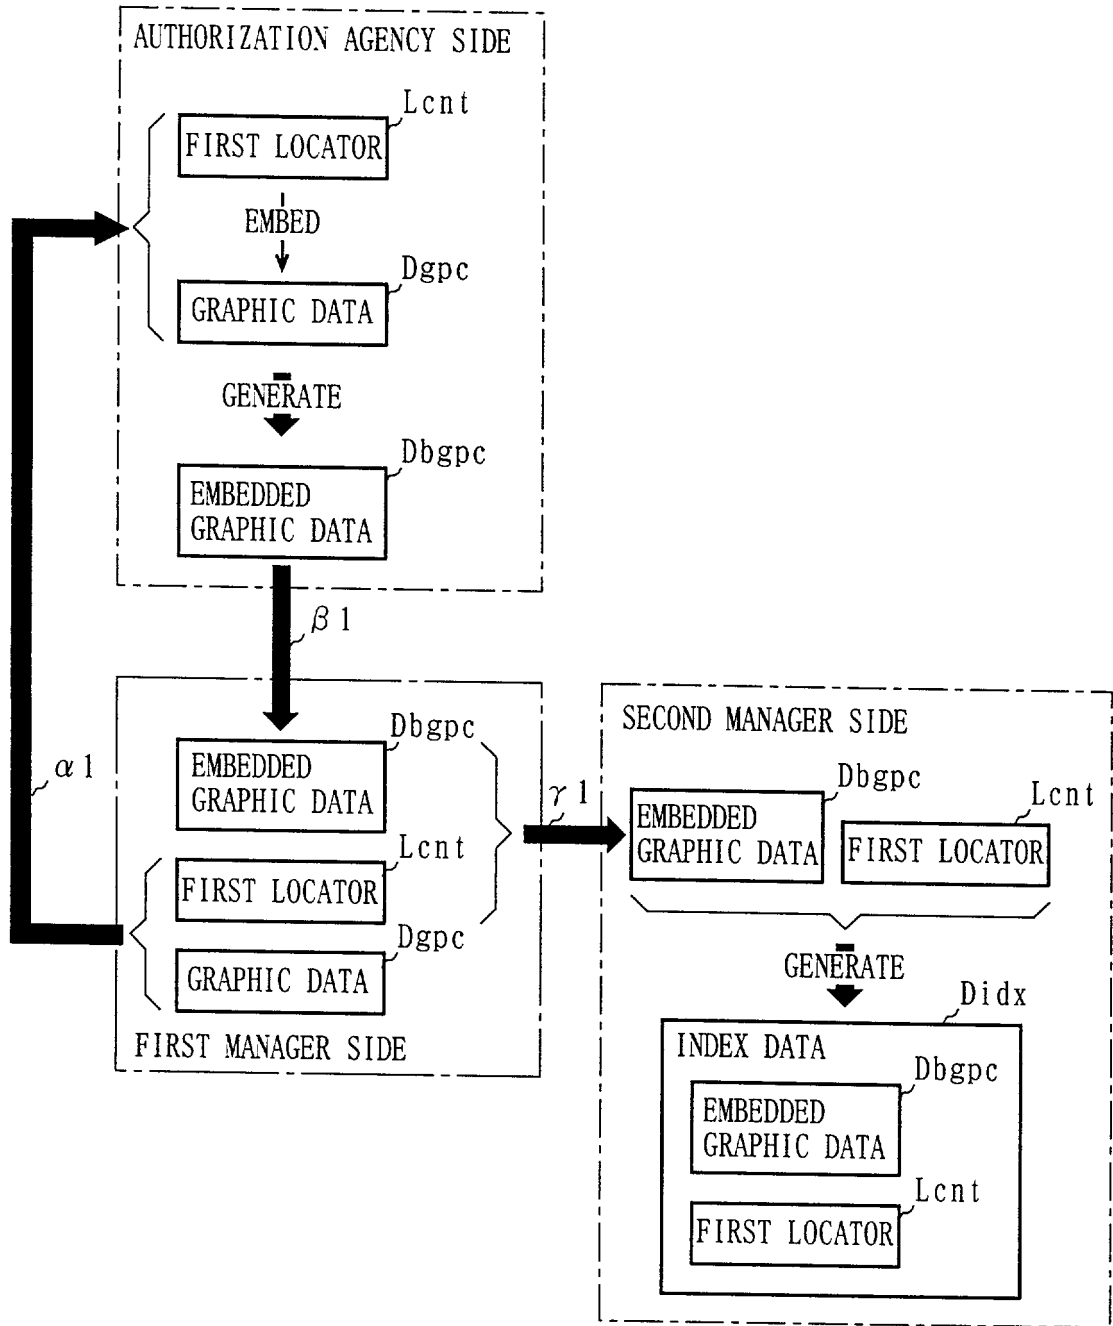 AUTHORIZATION AGENCY SIDE
Lcnt
FIRST LOCATOR
EMBED
Dgpc
GRAPHIC DATA
GENERATE
Dbgpc
EMBEDDED
GRAPHIC DATA
β1
α1
Dbgpc
EMBEDDED
GRAPHIC DATA
Lcnt
FIRST LOCATOR
Dgpc
GRAPHIC DATA
FIRST MANAGER SIDE
γ1
SECOND MANAGER SIDE
Dbgpc
EMBEDDED
GRAPHIC DATA
Lcnt
FIRST LOCATOR
GENERATE
Didx
INDEX DATA
Dbgpc
EMBEDDED
GRAPHIC DATA
Lcnt
FIRST LOCATOR